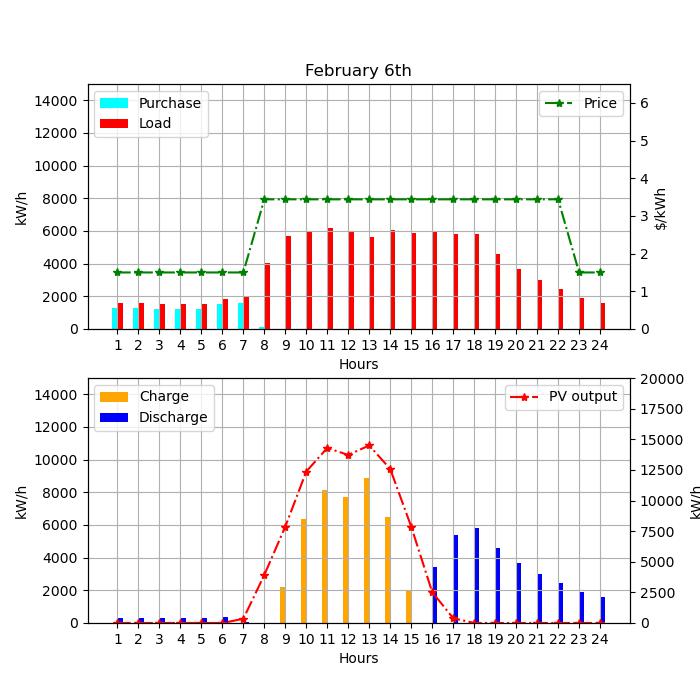 February 6th
Purchase
Load
Price
14000
12000
10000
8000
6000
4000
2000
0
kW/h
6
5
4
3
2
1
0
$/kWh
1 2 3 4 5 6 7 8 9 10 11 12 13 14 15 16 17 18 19 20 21 22 23 24
Hours
Charge
Discharge
PV output
14000
12000
10000
8000
6000
4000
2000
0
kW/h
20000
17500
15000
12500
10000
7500
5000
2500
0
kW/h
1 2 3 4 5 6 7 8 9 10 11 12 13 14 15 16 17 18 19 20 21 22 23 24
Hours